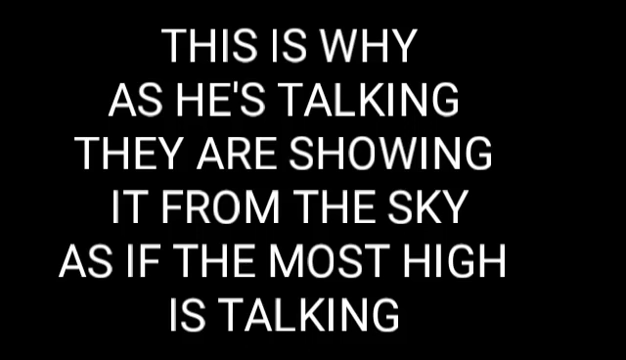 THIS IS WHY
AS HE'S TALKING
THEY ARE SHOWING
IT FROM THE SKY
AS IF THE MOST HIGH
IS TALKING